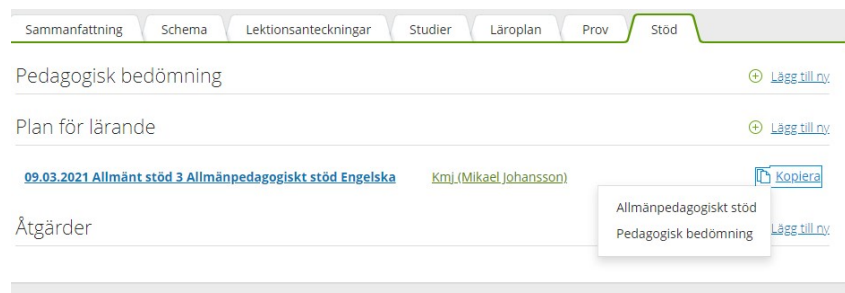 Sammanfattning Schema Lektionsanteckningar Studier Läroplan Prov Stöd
Pedagogisk bedömning Lägg till ny
Plan för lärande Lägg till ny
09.03.2021 Allmänt stöd 3 Allmänpedagogiskt stöd Engelska Kmj (Mikael Johansson) Kopiera
Allmänpedagogiskt stöd
Åtgärder Lägg till ny
Pedagogisk bedömning